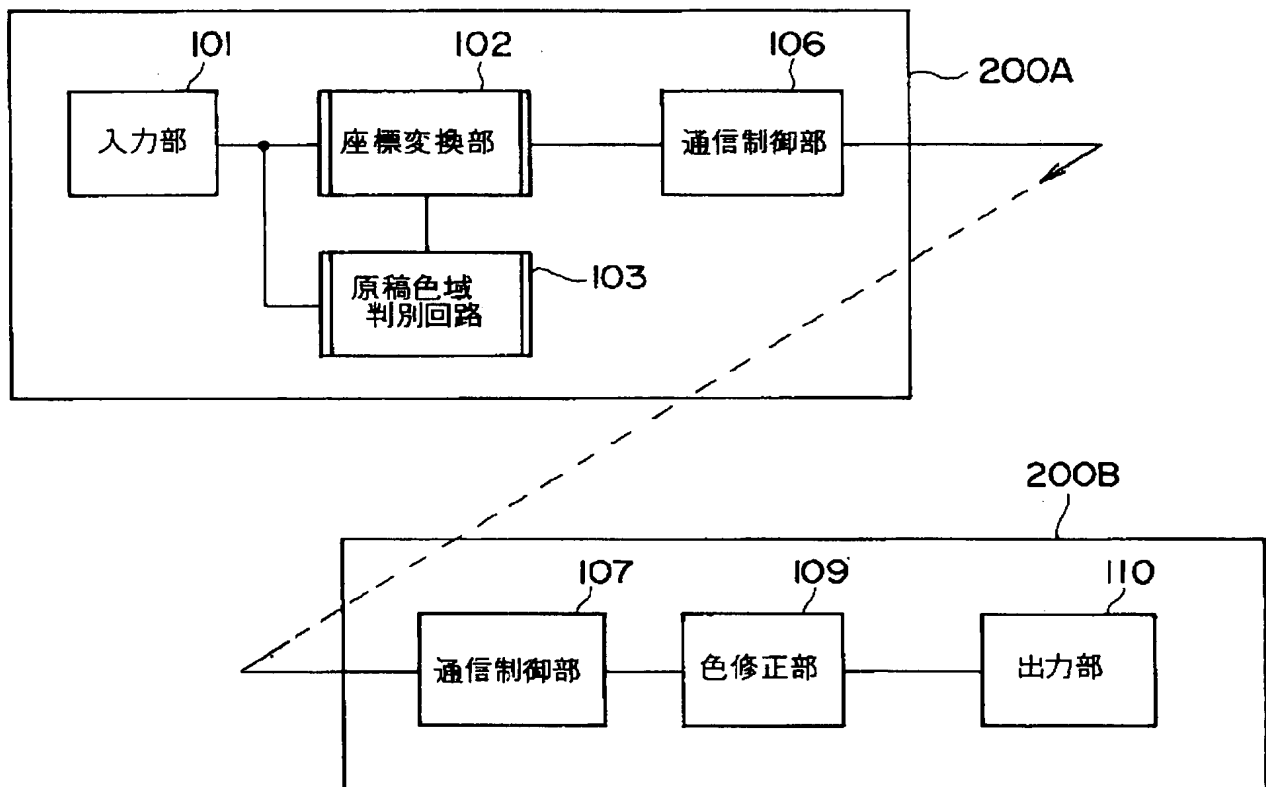 101
102
106
200A
入力部
座標変換部
通信制御部
103
原稿色域
判別回路
200B
107
109
110
通信制御部
色修正部
出力部